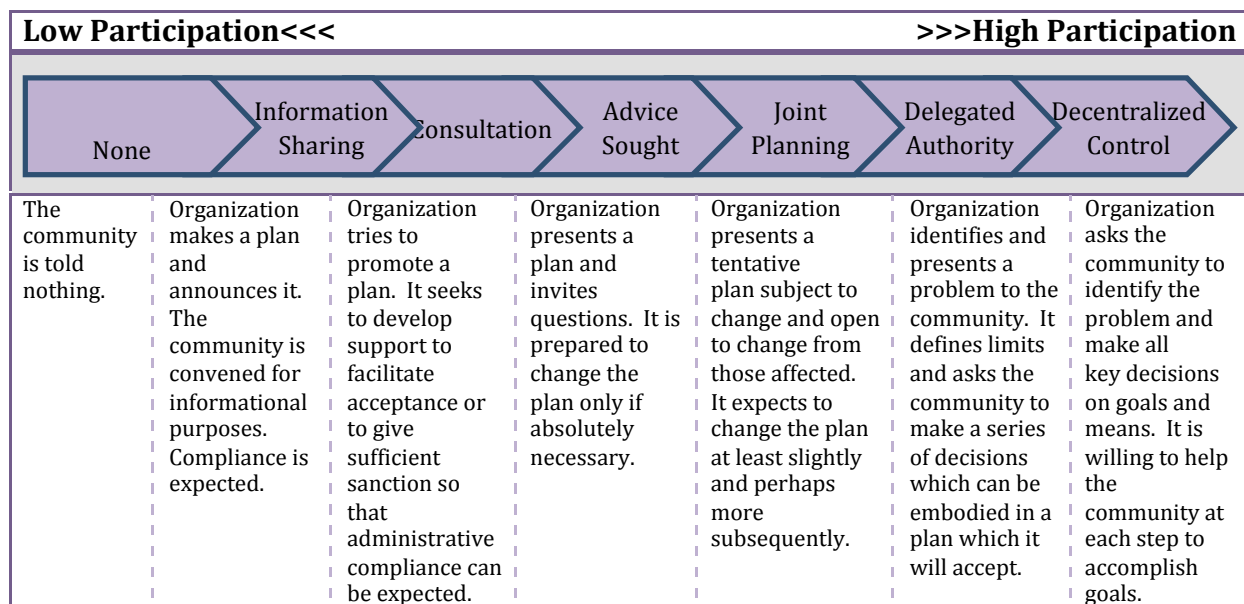 Low Participation<<< >>>High Participation
None
Information
Sharing
Consultation
Advice
Sought
Joint
Planning
Delegated
Authority
Decentralized
Control
The
community
is told
nothing.
Organization
makes a plan
and
announces it.
The
community is
convened for
informational
purposes.
Compliance is
expected.
Organization
tries to
promote a
plan. It seeks
to develop
support to
facilitate
acceptance or
to give
sufficient
sanction so
that
administrative
compliance can
be expected.
Organization
presents a
plan and
invites
questions. It is
prepared to
change the
plan only if
absolutely
necessary.
Organization
presents a
tentative
plan subject to
change and open
to change from
those affected.
It expects to
change the plan
at least slightly
and perhaps
more
subsequently.
Organization
identifies and
presents a
problem to the
community. It
defines limits
and asks the
community to
make a series
of decisions
which can be
embodied in a
plan which it
will accept.
Organization
asks the
community to
identify the
problem and
make all
key decisions
on goals and
means. It is
willing to help
the
community at
each step to
accomplish
goals.